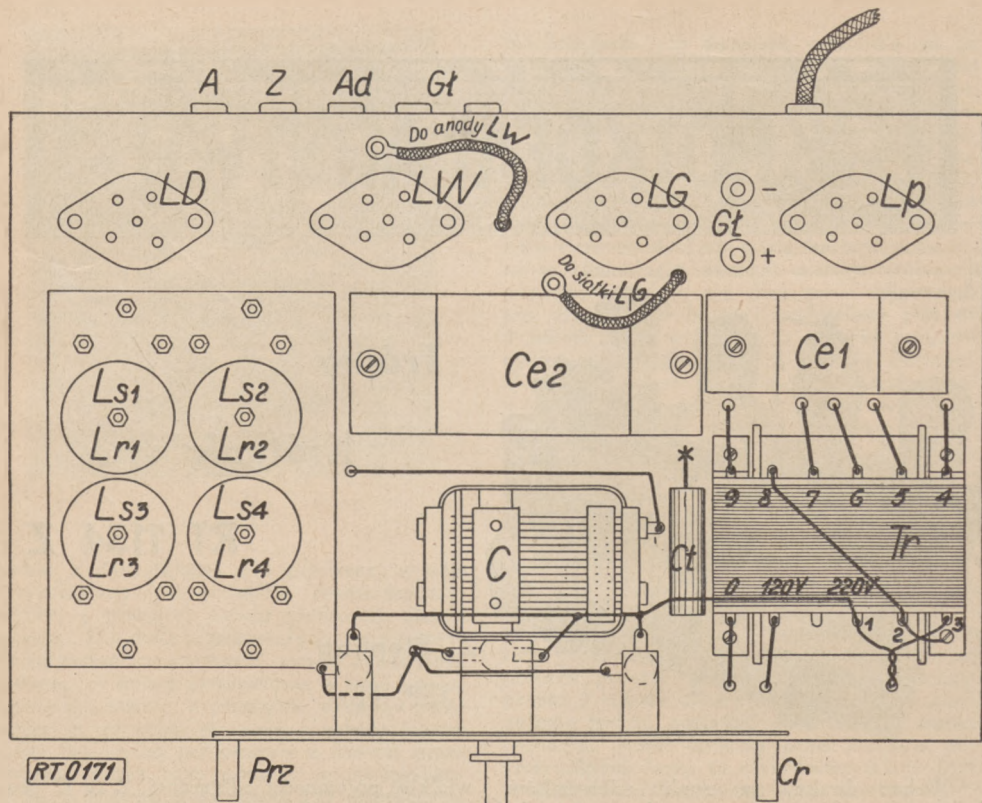 A Z Ad Gł
Do anody LW
LD LW LG Lp
-
Gł
+
Do siatki LG
Ce2 Ce1
Ls1 Ls2
Lr1 Lr2
*
Ls3 Ls4
Lr3 Lr4
C Ct Tr
9 8 7 6 5 4
0 120V 220V
1 2 3
RT0171 Prz Cr